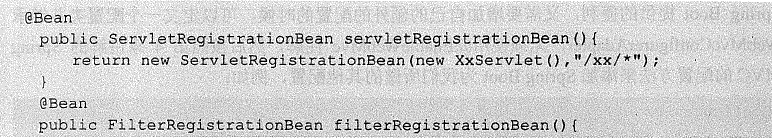 @Bean
public ServletRegistrationBean servletRegistrationBean(){
return new ServletRegistrationBean(new XxServlet(),"/xx/*");
}
@Bean
public FilterRegistrationBean filterRegistrationBean(){